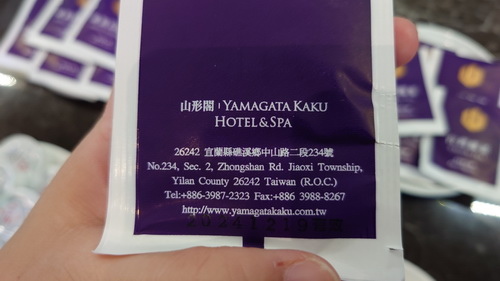 山形閣 | YAMAGATA KAKU
HOTEL&SPA
26242 宜蘭縣礁溪鄉中山路二段234號
No.234, Sec. 2, Zhongshan Rd. Jiaoxi Township,
Yilan County 26242 Taiwan (R.O.C.)
Tel:+886-3987-2323 Fax:+886 3988-8267
http://www.yamagatakaku.com.tw